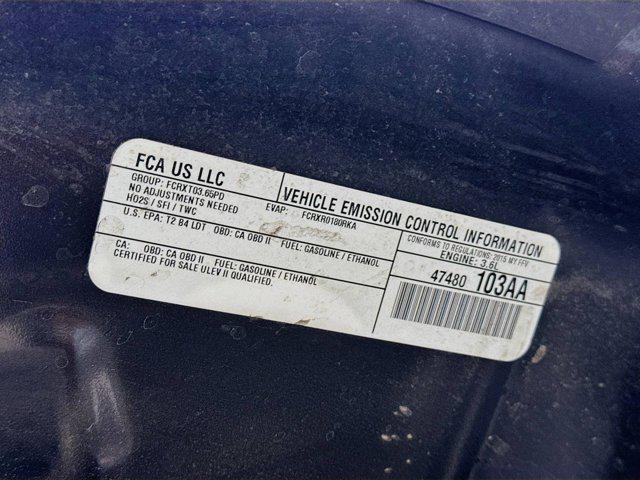 FCA US LLC
GROUP: FCRXT03.65PD
NO ADJUSTMENTS NEEDED
HO2S / SFI / TWC
EVAP: FCRXR0180RKA
U.S. EPA: T2 B4 LDT OBD: CA OBD II FUEL: GASOLINE / ETHANOL
CA: OBD: CA OBD II FUEL: GASOLINE / ETHANOL
CERTIFIED FOR SALE ULEV II QUALIFIED.
VEHICLE EMISSION CONTROL INFORMATION
CONFORMS TO REGULATIONS: 2015 MY FFV
ENGINE: 3.6L
47480 103AA